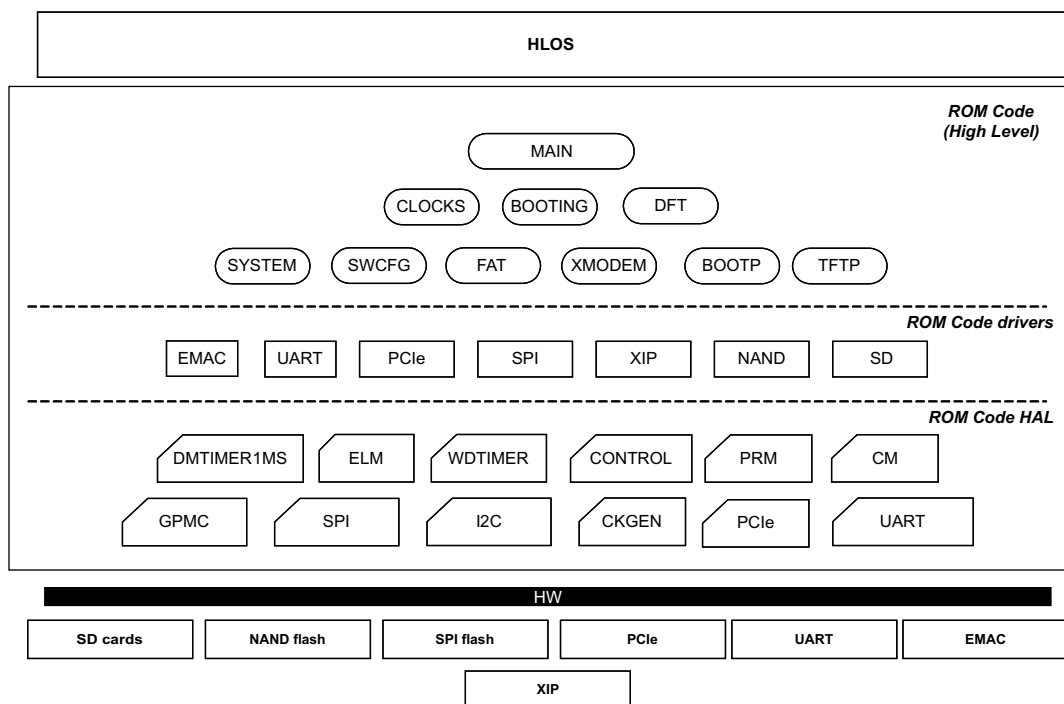 HLOS
ROM Code
(High Level)
MAIN
CLOCKS BOOTING DFT
SYSTEM SWCFG FAT XMODEM BOOTP TFTP
ROM Code drivers
EMAC UART PCIe SPI XIP NAND SD
ROM Code HAL
DMTIMER1MS ELM WDTIMER CONTROL PRM CM
GPMC SPI I2C CKGEN PCIe UART
HW
SD cards NAND flash SPI flash PCIe UART EMAC
XIP